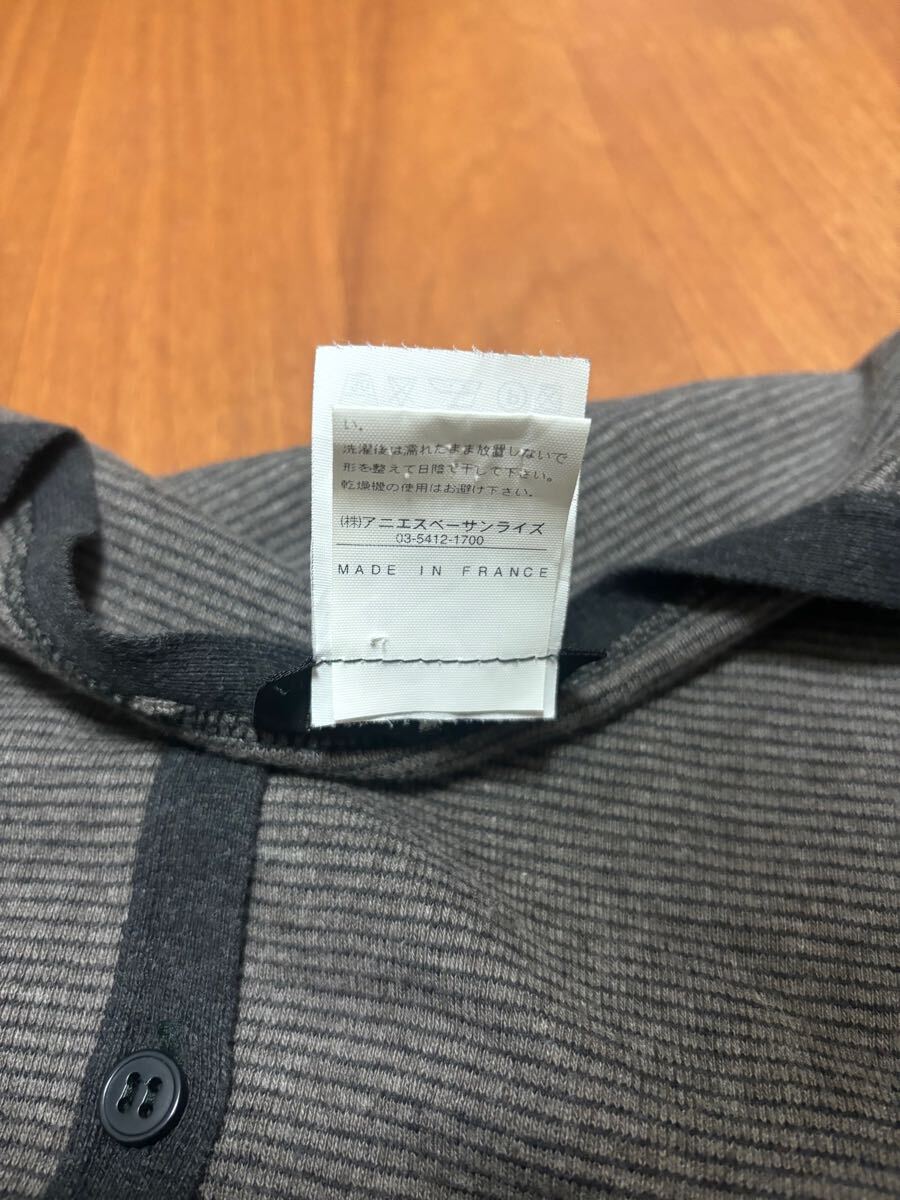 い。
洗濯後は濡れたまま放置しないで
形を整えて日陰で干して下さい。
乾燥機の使用はお避け下さい。
(株)アニエスベーサンライズ
03-5412-1700
MADE IN FRANCE